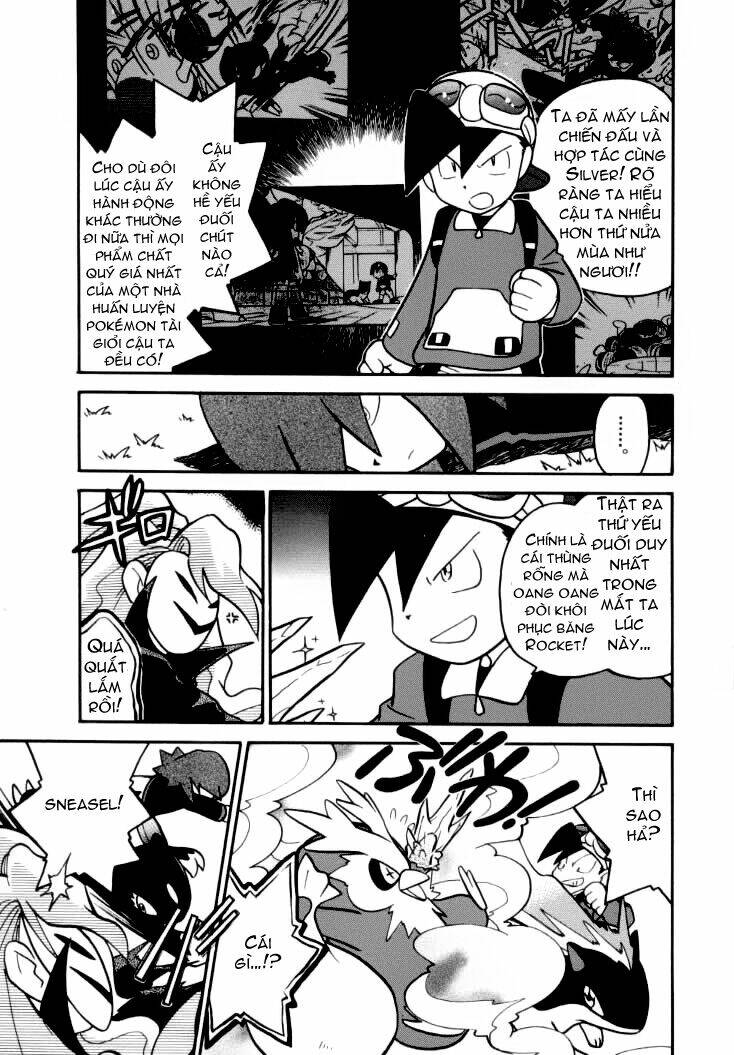 Ta đã mấy lần
chiến đấu và
hợp tác cùng
Silver! Rõ
ràng ta hiểu
cậu ta nhiều
hơn thứ nửa
mùa như
ngươi!!
Cậu
ấy
không
hề yếu
đuối
chút
nào
cả!
Cho dù đôi
lúc cậu ấy
hành động
khác thường
đi nữa thì mọi
phẩm chất
quý giá nhất
của một nhà
huấn luyện
Pokémon tài
giỏi cậu ta
đều có!
……。
Thật ra
thứ yếu
đuối duy
nhất
trong
mắt ta
lúc
này...
Chính là
cái thùng
rỗng mà
oang oang
đòi khôi
phục băng
Rocket!
ギロ
Quá
quắt
lắm
rồi!
Thì
sao
hả?
ぶわ!
Cái
gì...!?
Sneasel!